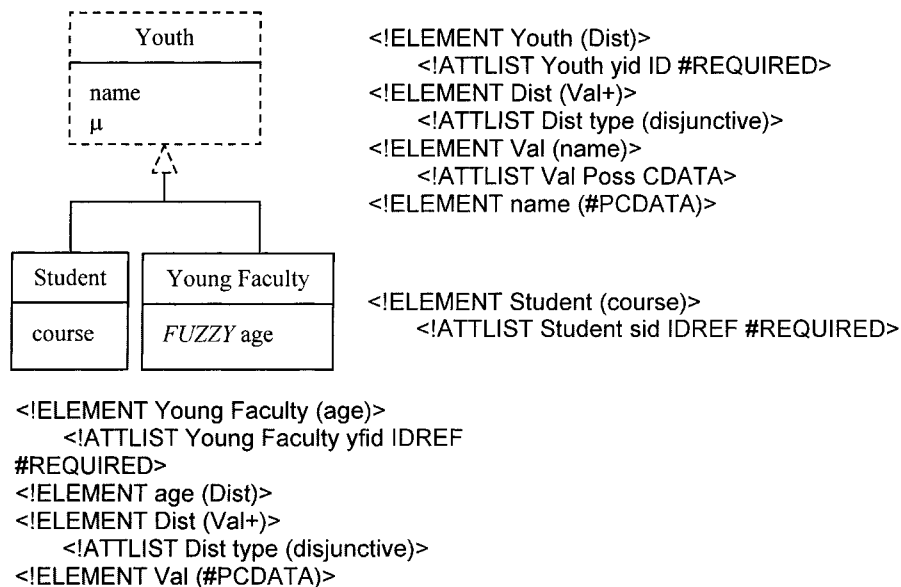 Youth
name
μ
Student
course
Young Faculty
FUZZY age
<!ELEMENT Youth (Dist)>
<!ATTLIST Youth yid ID #REQUIRED>
<!ELEMENT Dist (Val+)>
<!ATTLIST Dist type (disjunctive)>
<!ELEMENT Val (name)>
<!ATTLIST Val Poss CDATA>
<!ELEMENT name (#PCDATA)>
<!ELEMENT Student (course)>
<!ATTLIST Student sid IDREF #REQUIRED>
<!ELEMENT Young Faculty (age)>
<!ATTLIST Young Faculty yfid IDREF
#REQUIRED>
<!ELEMENT age (Dist)>
<!ELEMENT Dist (Val+)>
<!ATTLIST Dist type (disjunctive)>
<!ELEMENT Val (#PCDATA)>